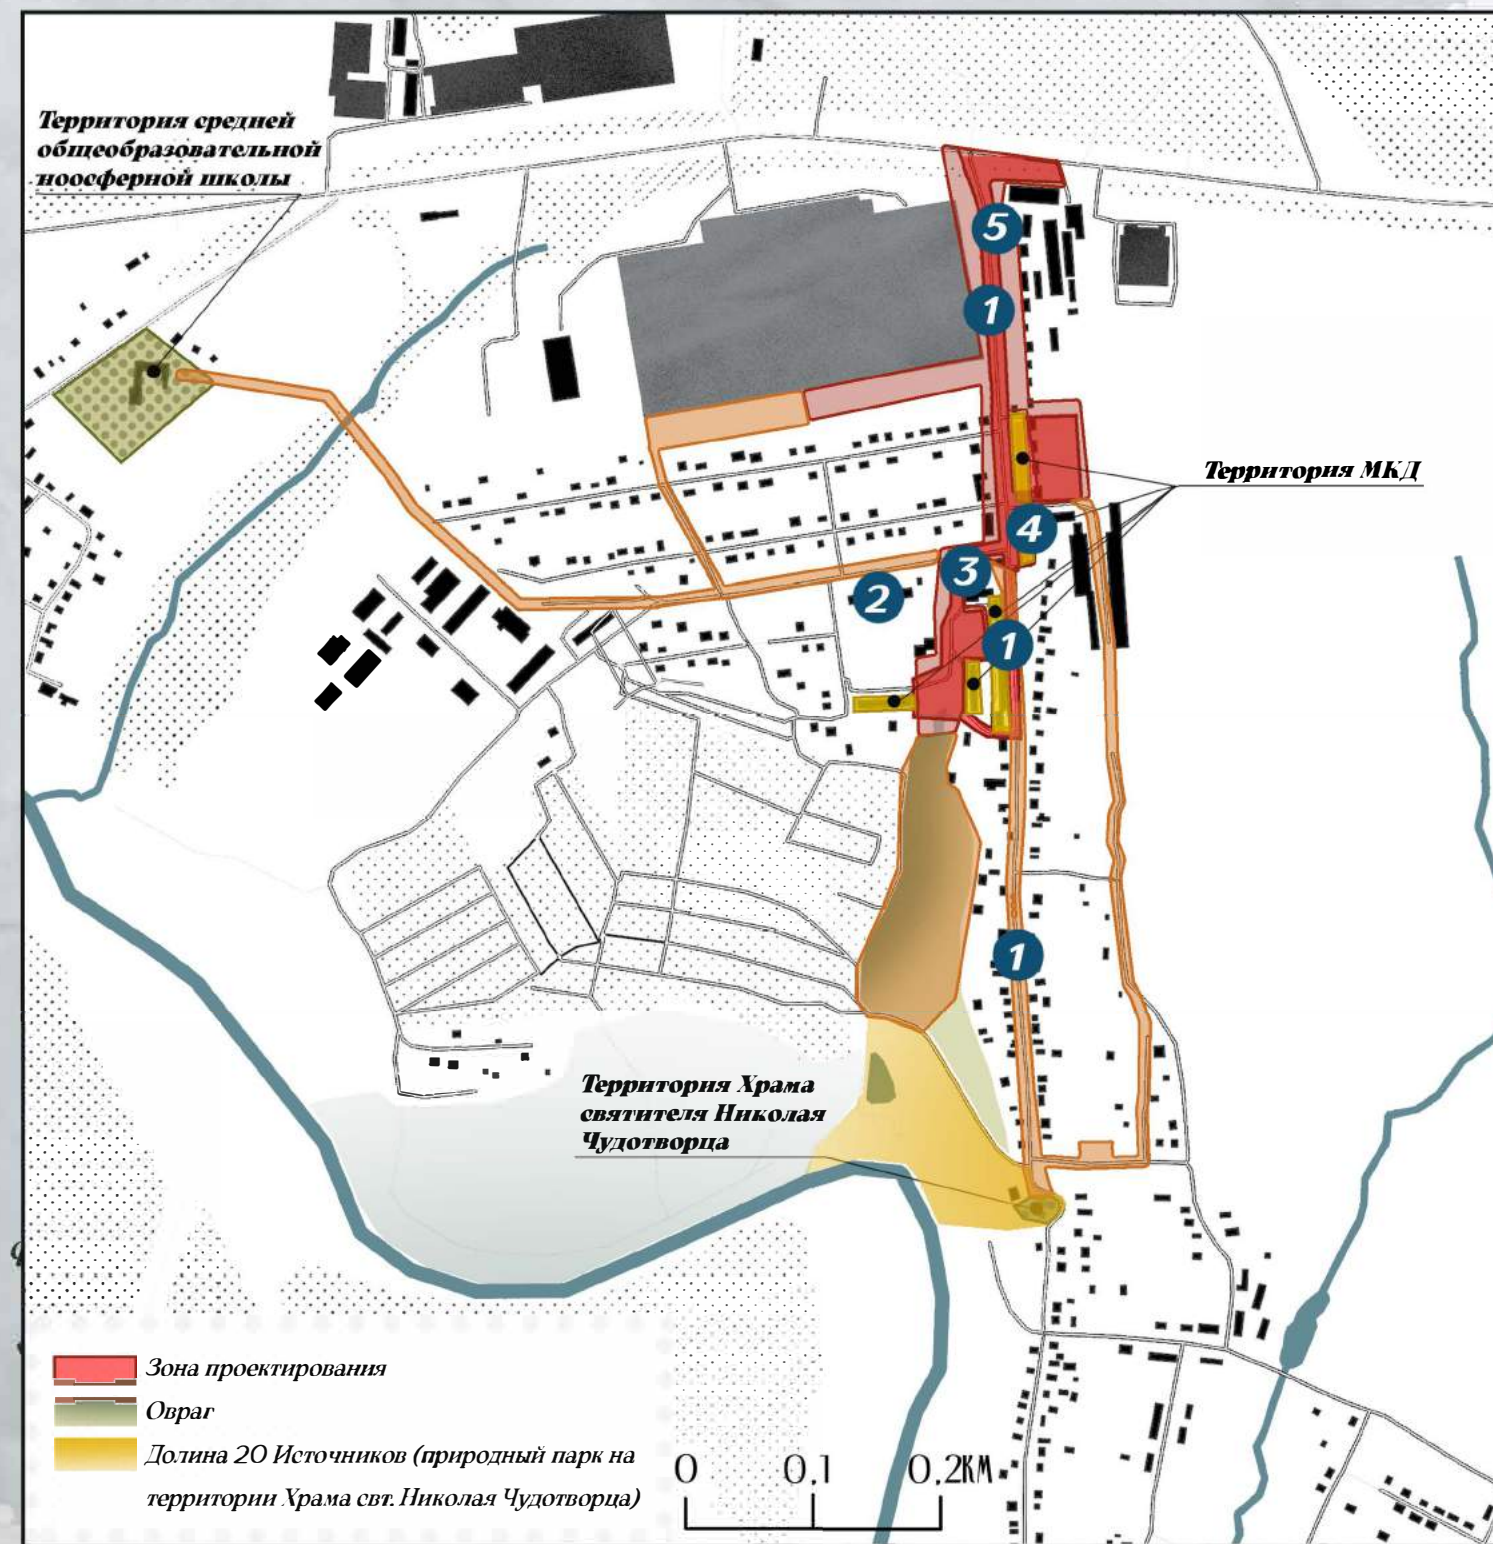 Территория средней
общеобразовательной
ноосферной школы
5
1
Территория МКД
4
3
2
1
1
Территория Храма
святителя Николая
Чудотворца
Зона проектирования
Овраг
Долина 20 Источников (природный парк на
территории Храма свт. Николая Чудотворца)
0 0,1 0,2КМ